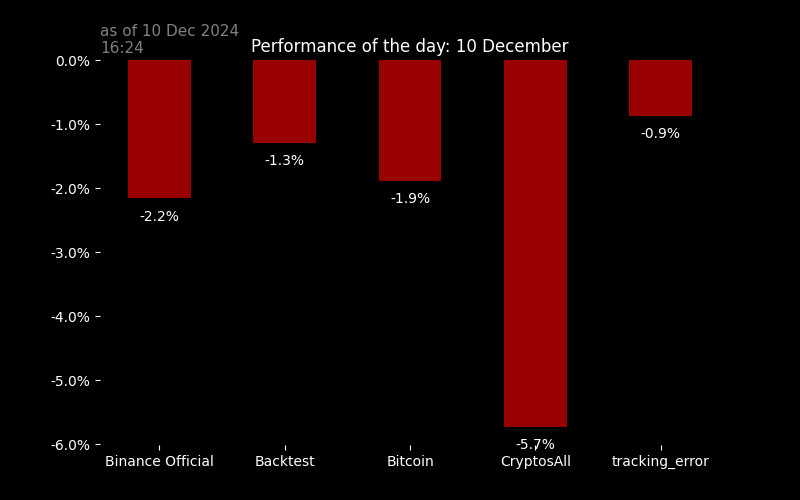 as of 10 Dec 2024
16:24
Performance of the day: 10 December
0.0%
-1.0%
-2.0%
-3.0%
-4.0%
-5.0%
-6.0%
-2.2%
-1.3%
-1.9%
-5.7%
-0.9%
Binance Official
Backtest
Bitcoin
CryptosAll
tracking_error